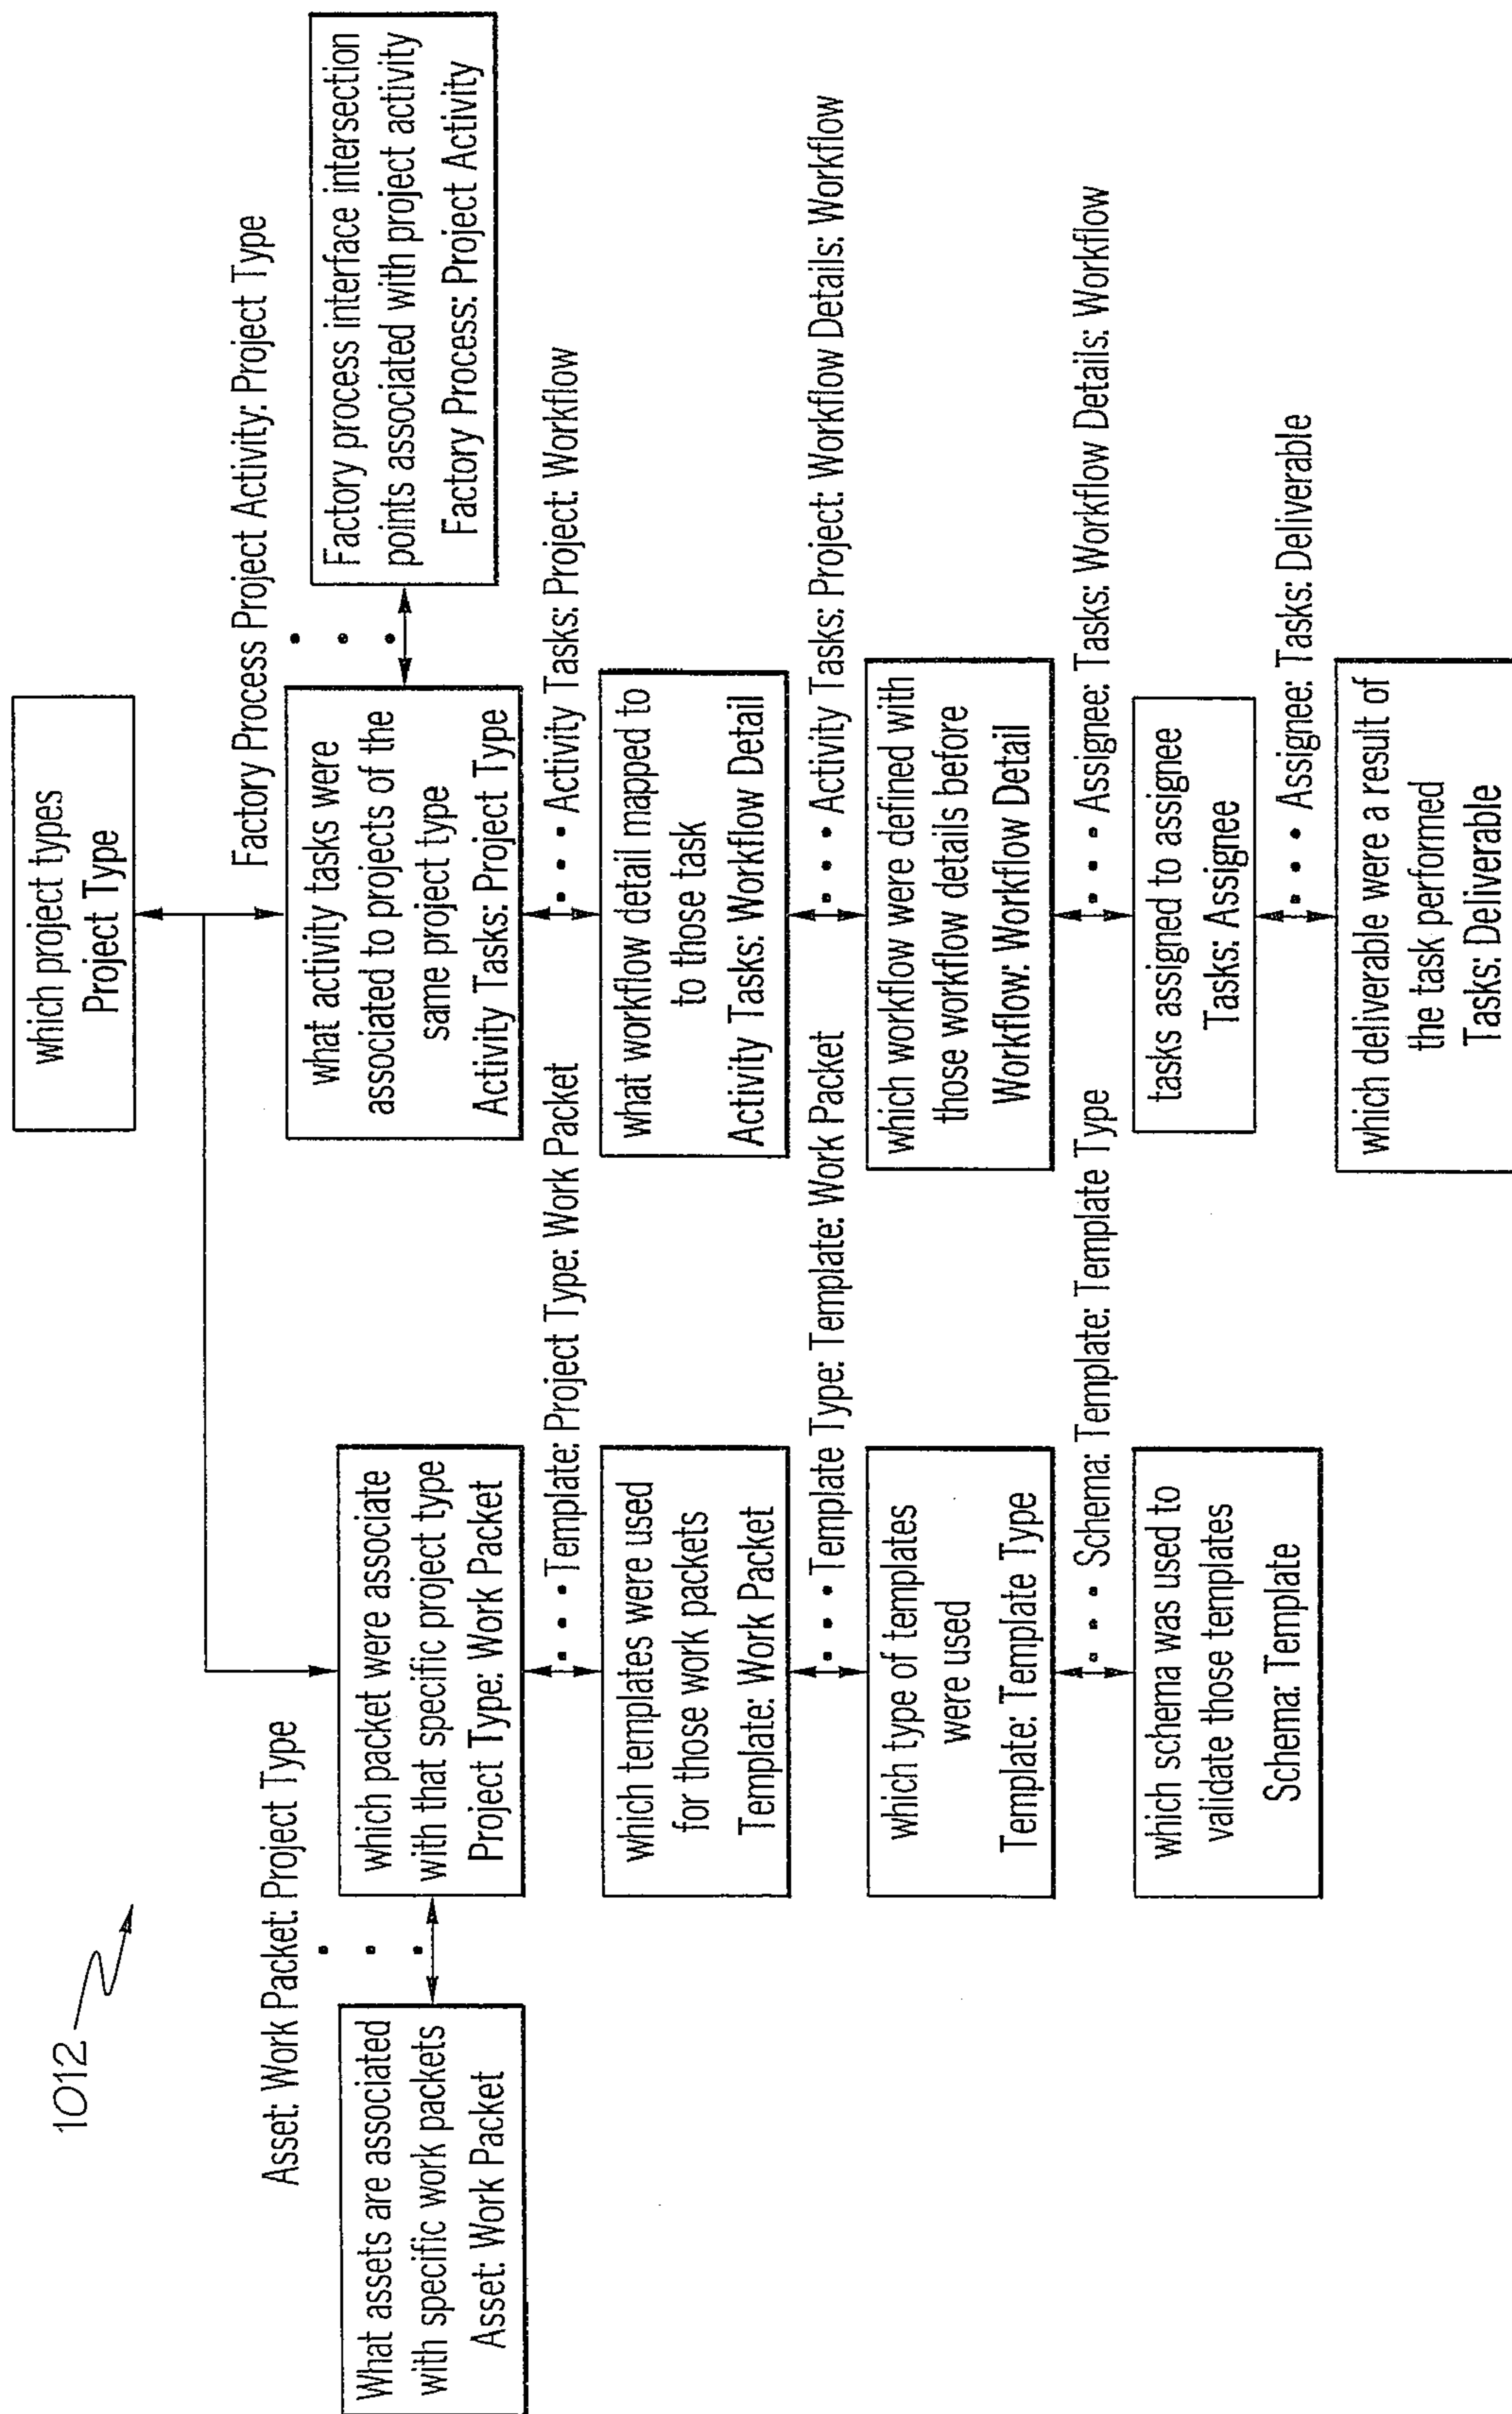 1012
which project types
Project Type
Asset: Work Packet: Project Type
Factory Process Project Activity: Project Type
What assets are associated
with specific work packets
Asset: Work Packet
which packet were associate
with that specific project type
Project Type: Work Packet
what activity tasks were
associated to projects of the
same project type
Activity Tasks: Project Type
Factory process interface intersection
points associated with project activity
Factory Process: Project Activity
Template: Project Type: Work Packet
Activity Tasks: Project: Workflow
which templates were used
for those work packets
Template: Work Packet
what workflow detail mapped to
to those task
Activity Tasks: Workflow Detail
Template Type: Template: Work Packet
Activity Tasks: Project: Workflow Details: Workflow
which type of templates
were used
Template: Template Type
which workflow were defined with
those workflow details before
Workflow: Workflow Detail
Schema: Template: Template Type
Assignee: Tasks: Workflow Details: Workflow
which schema was used to
validate those templates
Schema: Template
tasks assigned to assignee
Tasks: Assignee
Assignee: Tasks: Deliverable
which deliverable were a result of
the task performed
Tasks: Deliverable